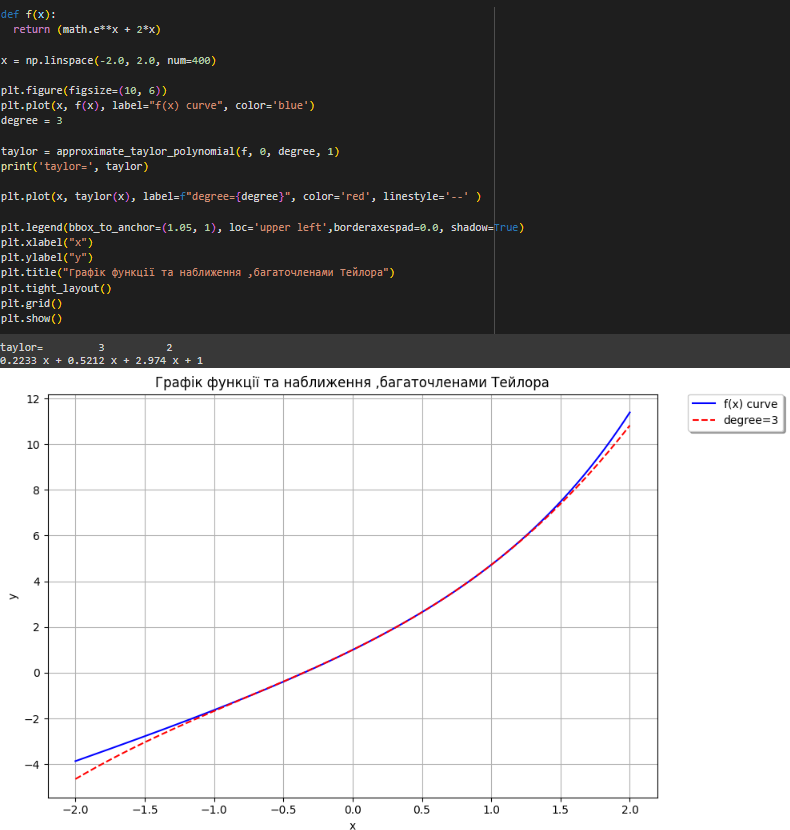 def f(x):
  return (math.e**x + 2*x)
x = np.linspace(-2.0, 2.0, num=400)
plt.figure(figsize=(10, 6))
plt.plot(x, f(x), label="f(x) curve", color='blue')
degree = 3
taylor = approximate_taylor_polynomial(f, 0, degree, 1)
print('taylor=', taylor)
plt.plot(x, taylor(x), label=f"degree={degree}", color='red', linestyle='--' )
plt.legend(bbox_to_anchor=(1.05, 1), loc='upper left',borderaxespad=0.0, shadow=True)
plt.xlabel("x")
plt.ylabel("y")
plt.title("Графік функції та наближення ,багаточленами Тейлора")
plt.tight_layout()
plt.grid()
plt.show()
taylor=         3          2
0.2233 x + 0.5212 x + 2.974 x + 1
Графік функції та наближення ,багаточленами Тейлора
f(x) curve
degree=3
12
10
8
6
4
2
0
−2
−4
y
−2.0 −1.5 −1.0 −0.5 0.0 0.5 1.0 1.5 2.0
x